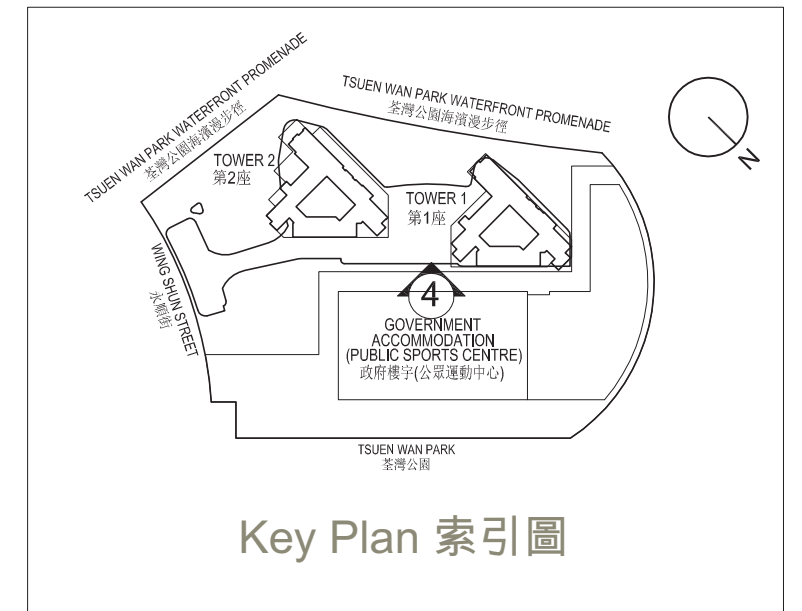 TSUEN WAN PARK WATERFRONT PROMENADE
荃灣公園海濱漫步徑
TSUEN WAN PARK WATERFRONT PROMENADE
荃灣公園海濱漫步徑
N
TOWER 2
第2座
TOWER 1
第1座
WING SHUN STREET
永順街
4
GOVERNMENT
ACCOMMODATION
(PUBLIC SPORTS CENTRE)
政府樓宇(公眾運動中心)
TSUEN WAN PARK
荃灣公園
Key Plan 索引圖